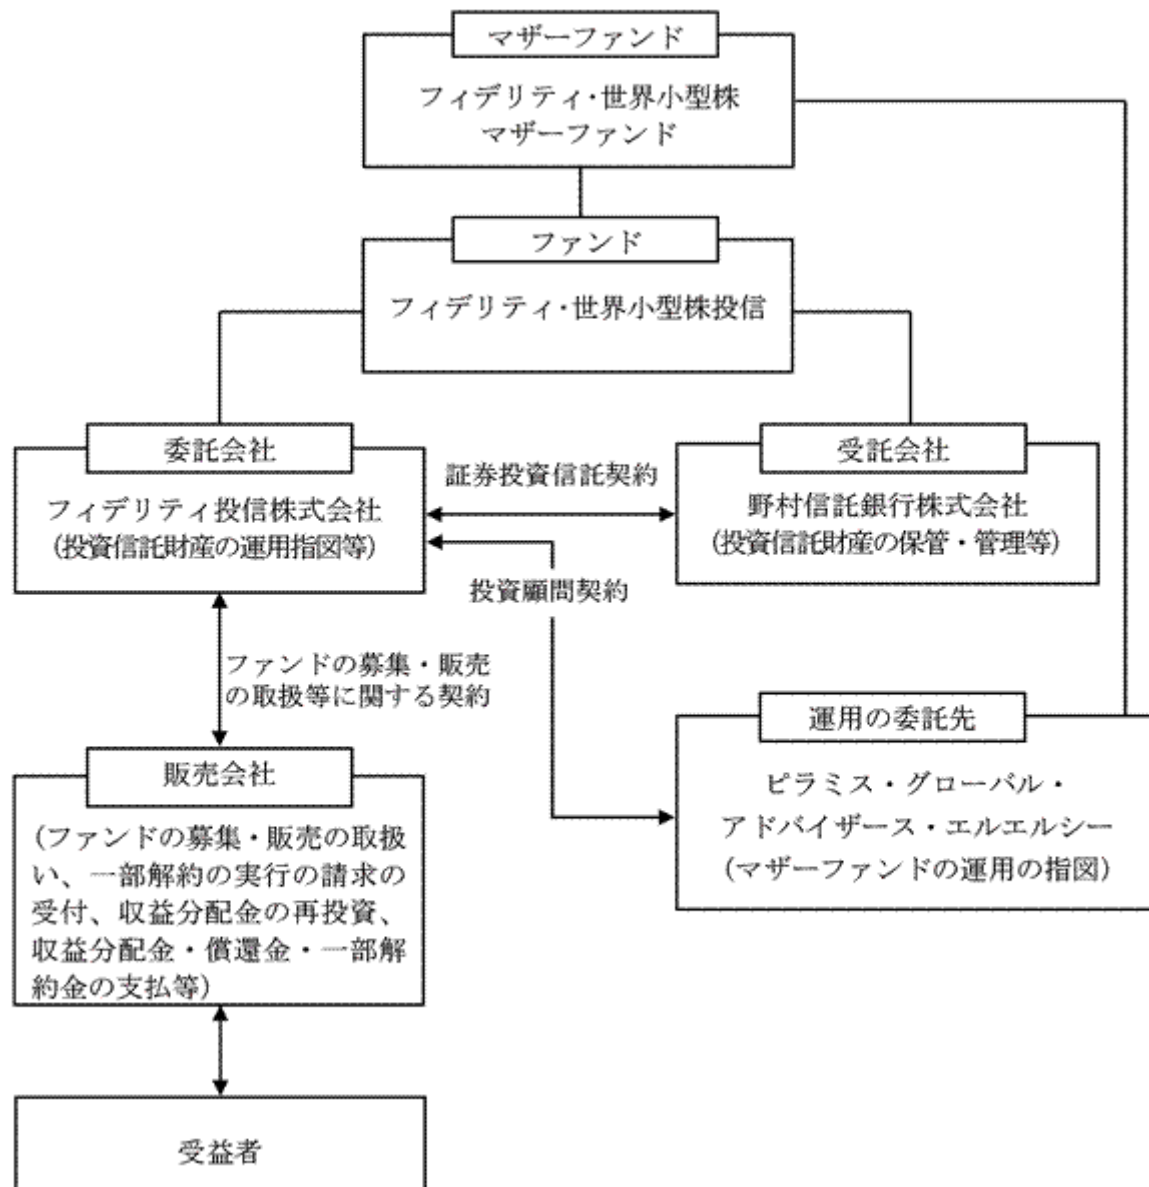 マザーファンド
フィデリティ・世界小型株
マザーファンド
ファンド
フィデリティ・世界小型株投信
委託会社
フィデリティ投信株式会社
(投資信託財産の運用指図等)
証券投資信託契約
受託会社
野村信託銀行株式会社
(投資信託財産の保管・管理等)
投資顧問契約
ファンドの募集・販売
の取扱等に関する契約
運用の委託先
ピラミス・グローバル・
アドバイザース・エルエルシー
(マザーファンドの運用の指図)
販売会社
(ファンドの募集・販売の取扱
い、一部解約の実行の請求の
受付、収益分配金の再投資、
収益分配金・償還金・一部解
約金の支払等)
受益者